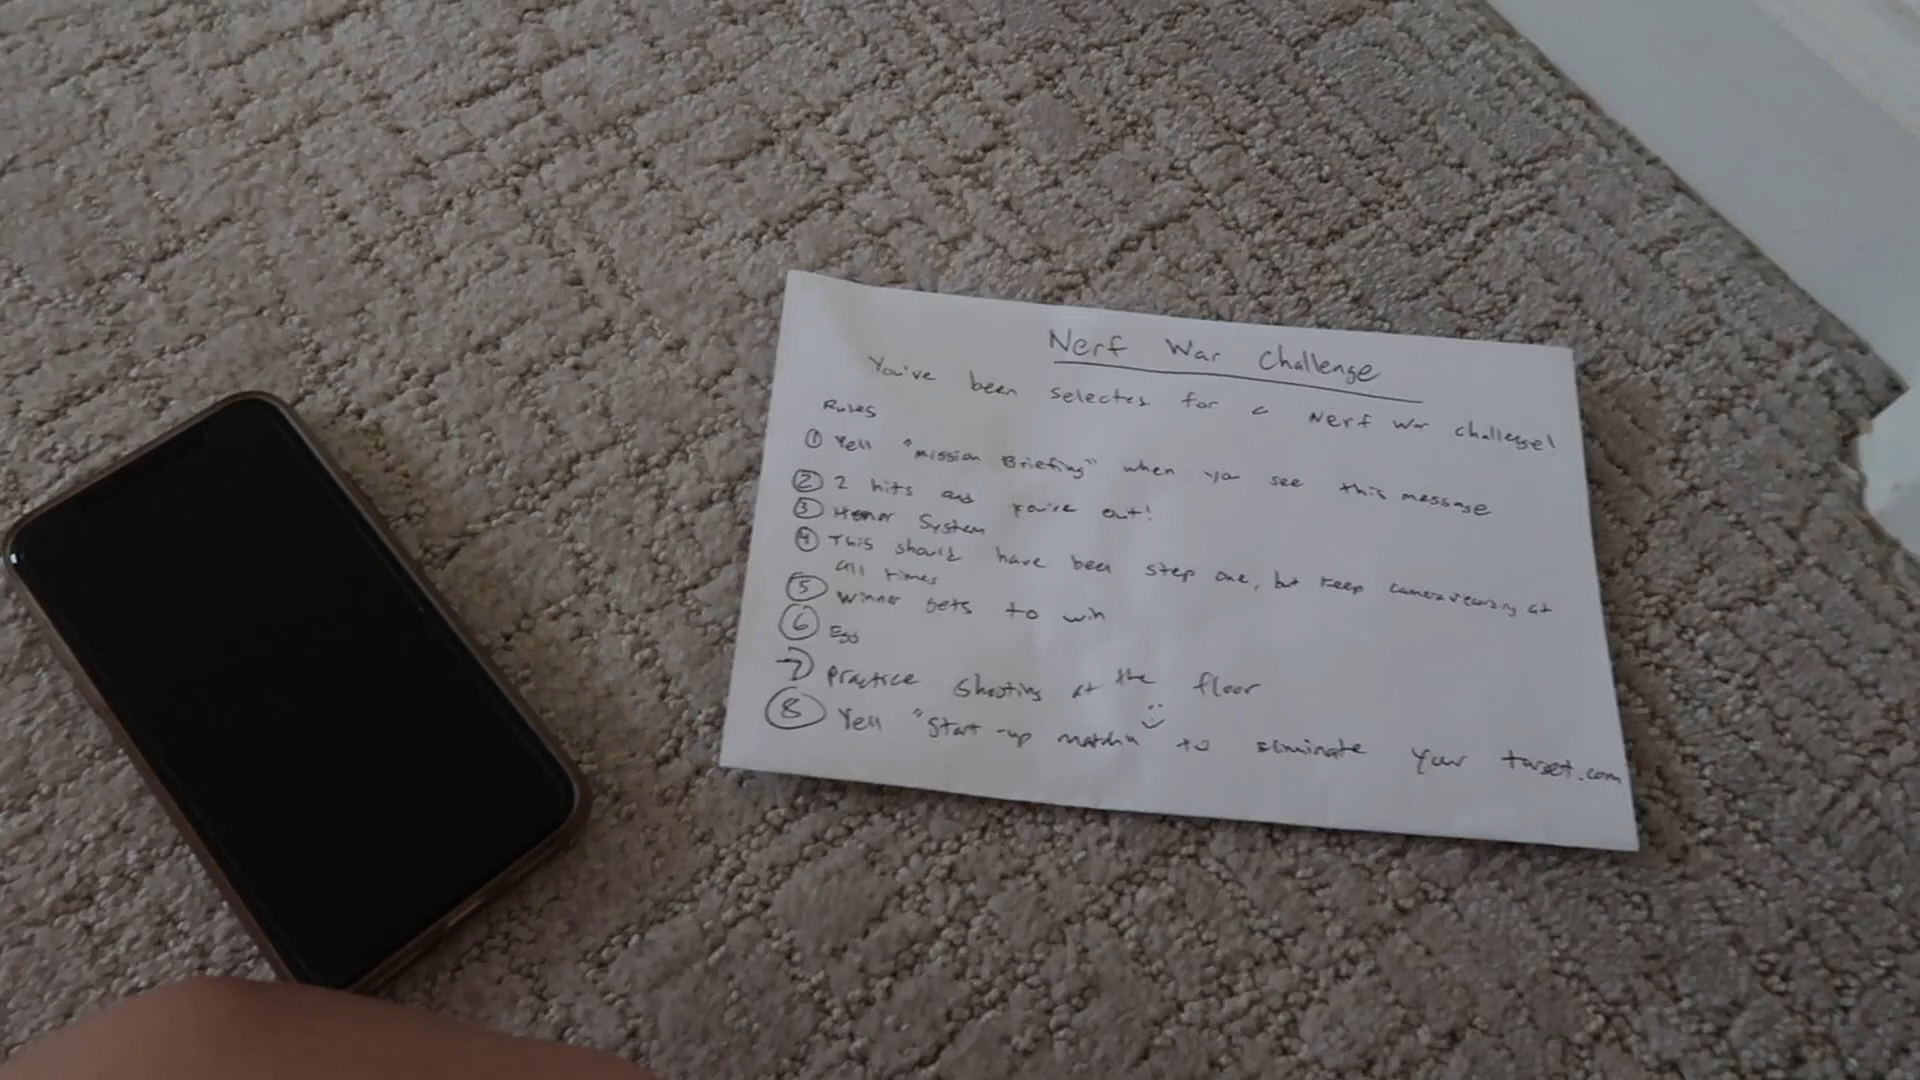 Nerf War Challenge
You've been selected for a Nerf War challenge!
Rules
① Yell "Mission Briefing" when you see this message
② 2 hits and you're out!
③ Honor System
④ This should have been step one, but keep camera at
all times
⑤ Winner gets to win
⑥ Egg
7 Practice shooting at the floor
⑧ Yell "Start-up matcha" to eliminate your target.com